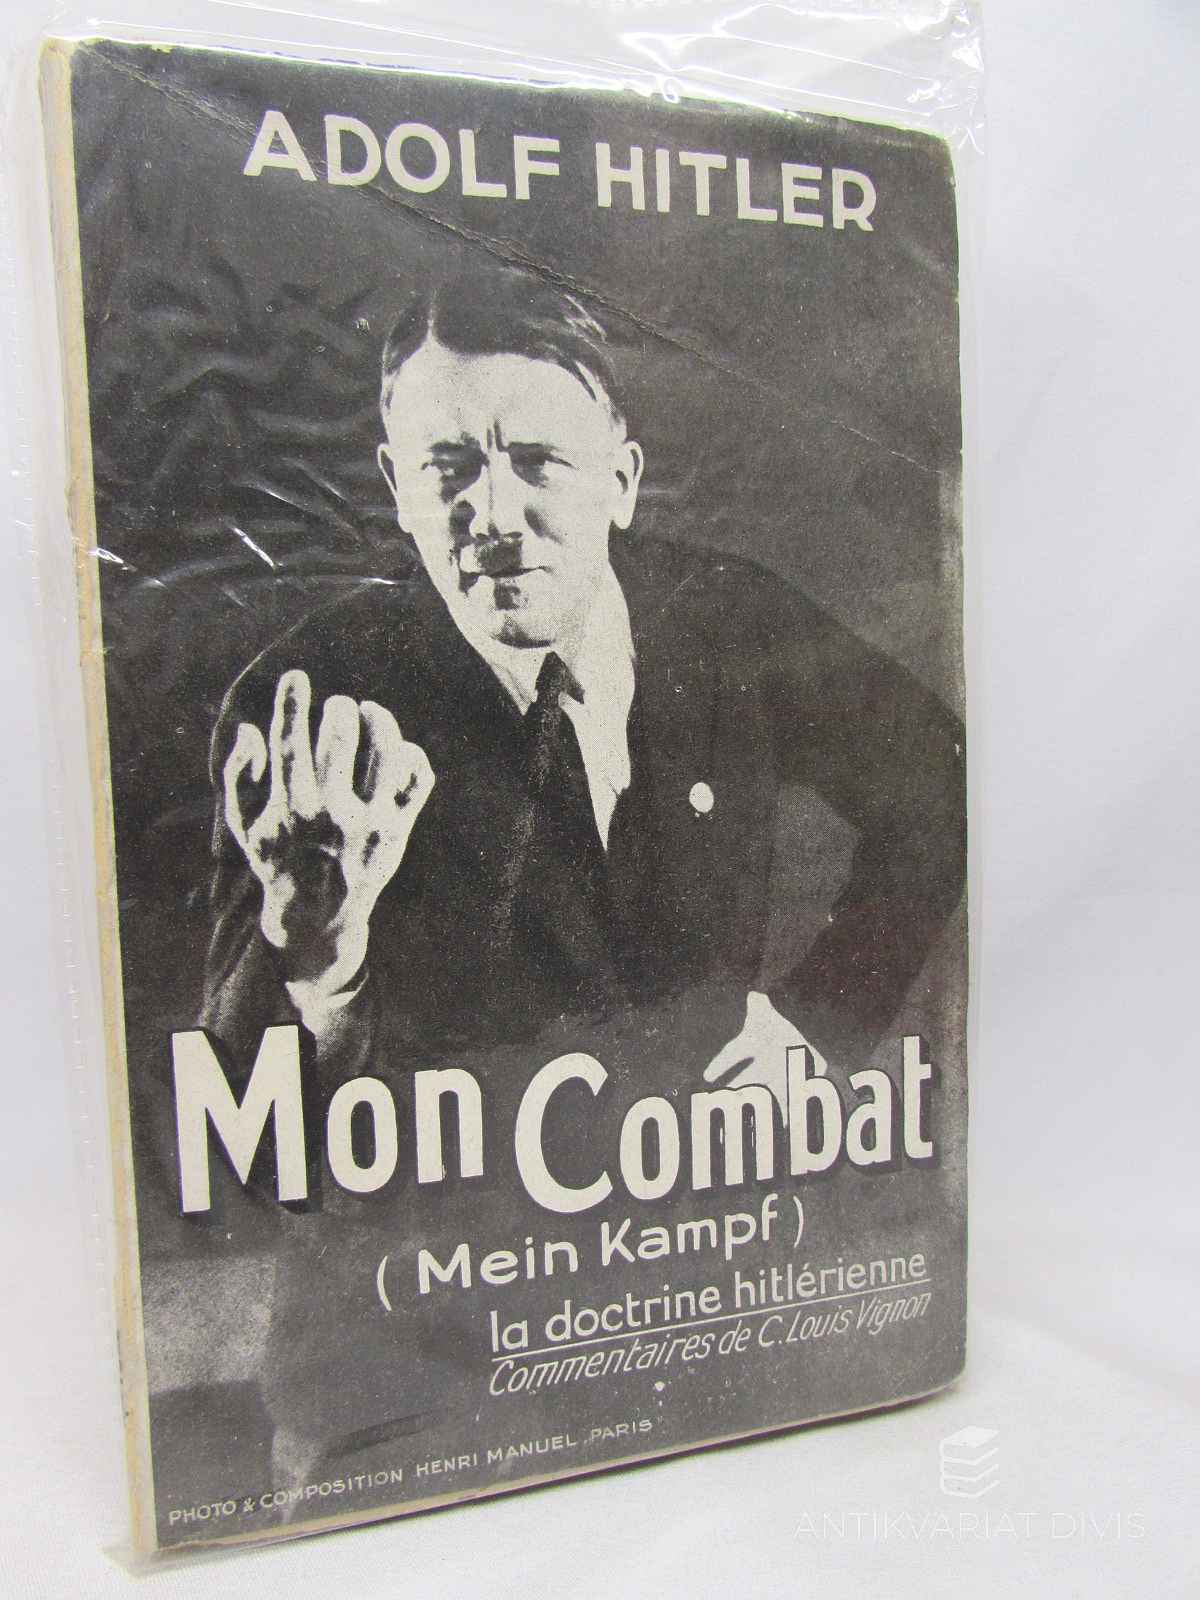 ADOLF HITLER
Mon Combat
(Mein Kampf)
la doctrine hitlérienne
Commentaires de C. Louis Vignon
PHOTO & COMPOSITION HENRI MANUEL . PARIS
ANTIKVARIAT DIVIS